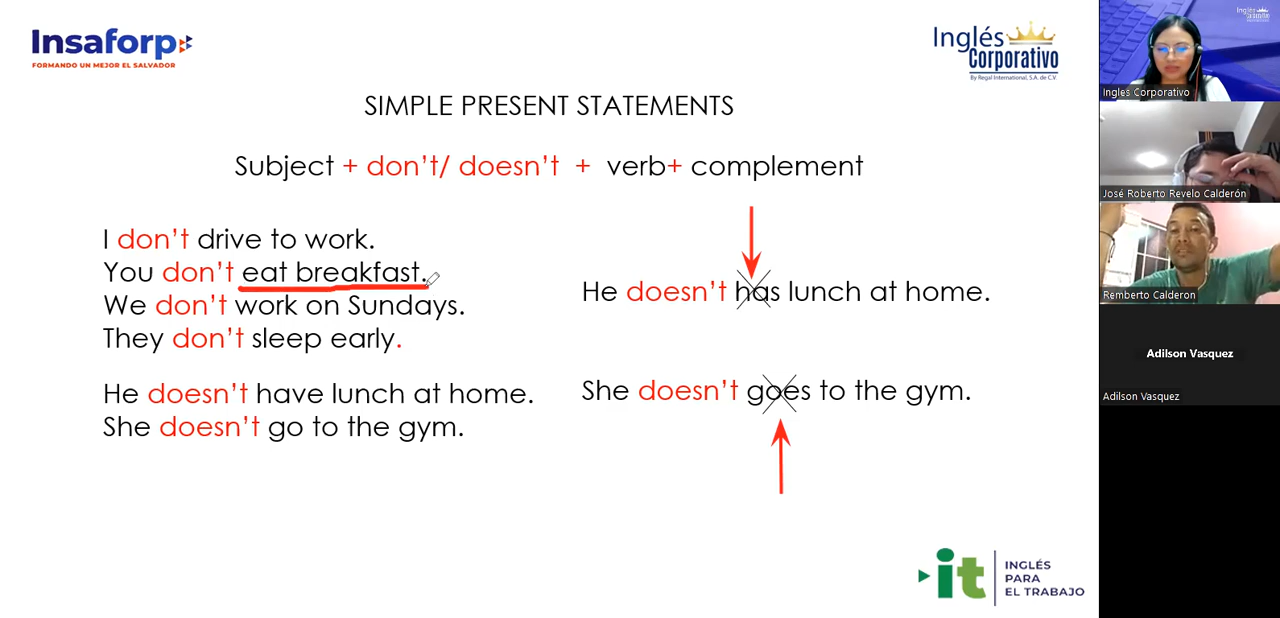 Insaforp
FORMANDO UN MEJOR EL SALVADOR
Inglés
Corporativo
By Regal International, S.A. de C.V.
SIMPLE PRESENT STATEMENTS
Subject + don't/ doesn't + verb+ complement
I don't drive to work.
You don't eat breakfast.
We don't work on Sundays.
They don't sleep early.
He doesn't have lunch at home.
She doesn't go to the gym.
He doesn't has lunch at home.
She doesn't goes to the gym.
it
INGLÉS
PARA
EL TRABAJO
Inglés
Ingles Corporativo
José Roberto Revelo Calderón
Remberto Calderon
Adilson Vasquez
Adilson Vasquez